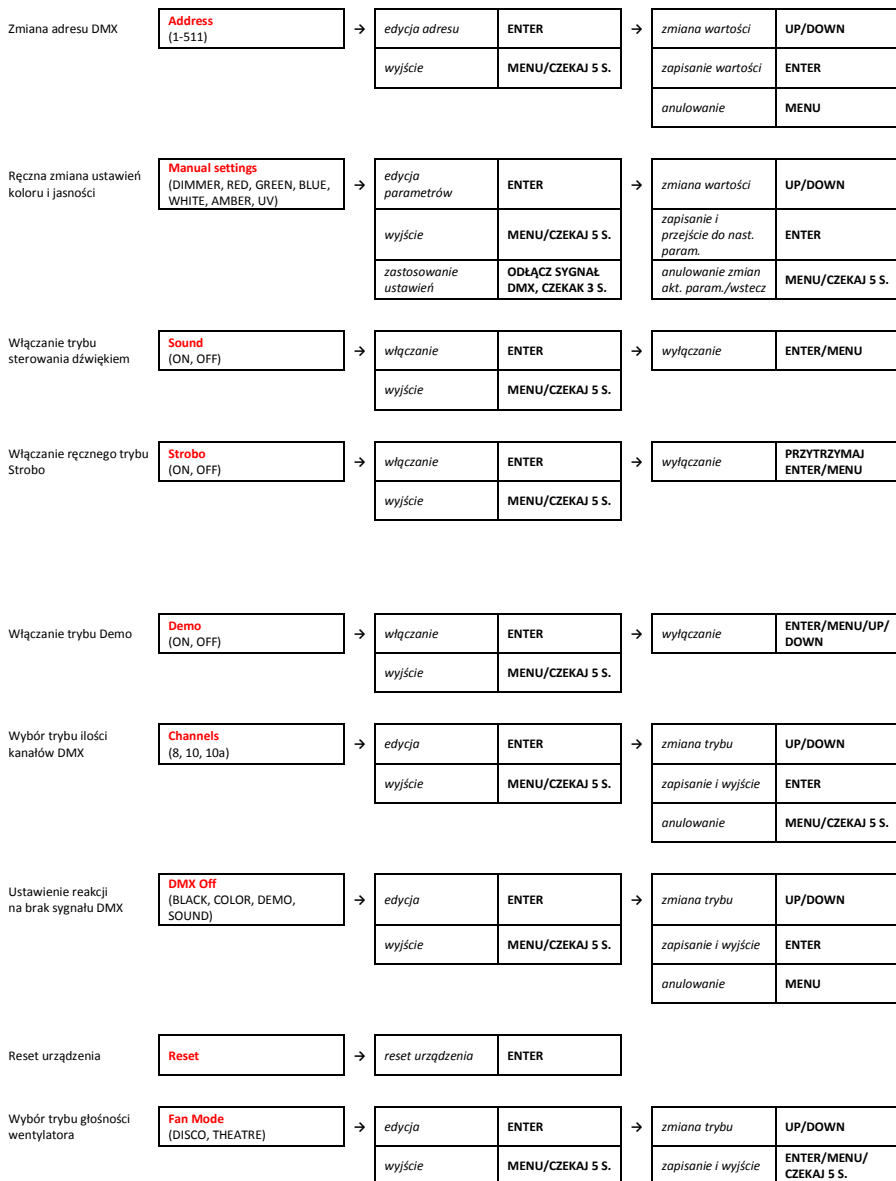 Zmiana adresu DMX
Address
(1-511)
→
edycja adresu
ENTER
→
zmiana wartości
UP/DOWN
wyjście
MENU/CZEKAJ 5 S.
zapisanie wartości
ENTER
anulowanie
MENU
Ręczna zmiana ustawień
koloru i jasności
Manual settings
(DIMMER, RED, GREEN, BLUE,
WHITE, AMBER, UV)
→
edycja
parametrów
ENTER
→
zmiana wartości
UP/DOWN
wyjście
MENU/CZEKAJ 5 S.
zapisanie i
przejście do nast.
param.
ENTER
zastosowanie
ustawień
ODŁĄCZ SYGNAŁ
DMX, CZEKAK 3 S.
anulowanie zmian
akt. param./wstecz
MENU/CZEKAJ 5 S.
Włączanie trybu
sterowania dźwiękiem
Sound
(ON, OFF)
→
włączanie
ENTER
→
wyłączanie
ENTER/MENU
wyjście
MENU/CZEKAJ 5 S.
Włączanie ręcznego trybu
Strobo
Strobo
(ON, OFF)
→
włączanie
ENTER
→
wyłączanie
PRZYTRZYMAJ
ENTER/MENU
wyjście
MENU/CZEKAJ 5 S.
Włączanie trybu Demo
Demo
(ON, OFF)
→
włączanie
ENTER
→
wyłączanie
ENTER/MENU/UP/
DOWN
wyjście
MENU/CZEKAJ 5 S.
Wybór trybu ilości
kanałów DMX
Channels
(8, 10, 10a)
→
edycja
ENTER
→
zmiana trybu
UP/DOWN
wyjście
MENU/CZEKAJ 5 S.
zapisanie i wyjście
ENTER
anulowanie
MENU/CZEKAJ 5 S.
Ustawienie reakcji
na brak sygnału DMX
DMX Off
(BLACK, COLOR, DEMO,
SOUND)
→
edycja
ENTER
→
zmiana trybu
UP/DOWN
wyjście
MENU/CZEKAJ 5 S.
zapisanie i wyjście
ENTER
anulowanie
MENU
Reset urządzenia
Reset
→
reset urządzenia
ENTER
Wybór trybu głośności
wentylatora
Fan Mode
(DISCO, THEATRE)
→
edycja
ENTER
→
zmiana trybu
UP/DOWN
wyjście
MENU/CZEKAJ 5 S.
zapisanie i wyjście
ENTER/MENU/
CZEKAJ 5 S.